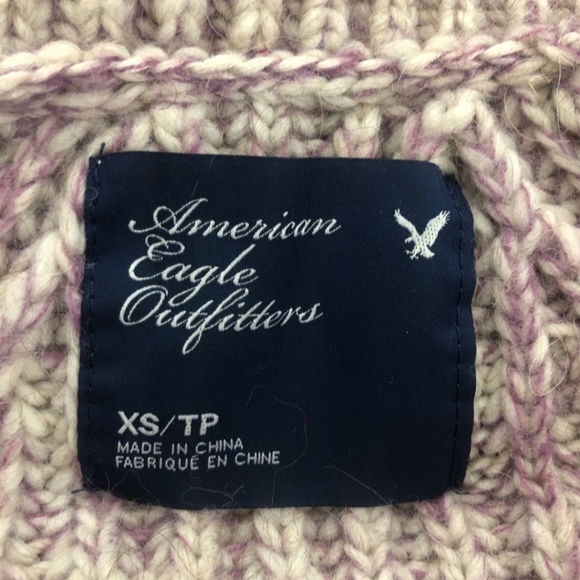 American
Eagle
Outfitters
XS/TP
MADE IN CHINA
FABRIQUÉ EN CHINE